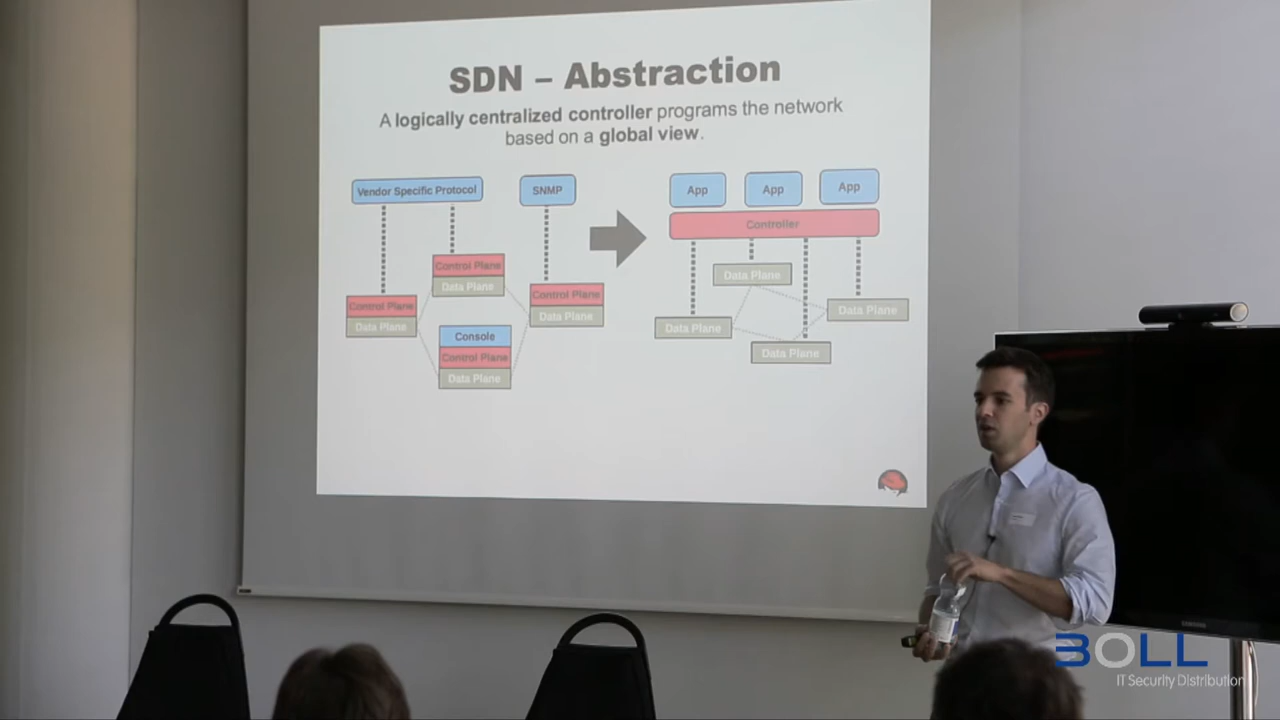 SDN – Abstraction
A logically centralized controller programs the network
based on a global view.
Vendor Specific Protocol
SNMP
Control Plane
Data Plane
Control Plane
Data Plane
Control Plane
Data Plane
Console
Control Plane
Data Plane
App
App
App
Controller
Data Plane
Data Plane
Data Plane
Data Plane
SAMSUNG
BOLL
IT Security Distribution